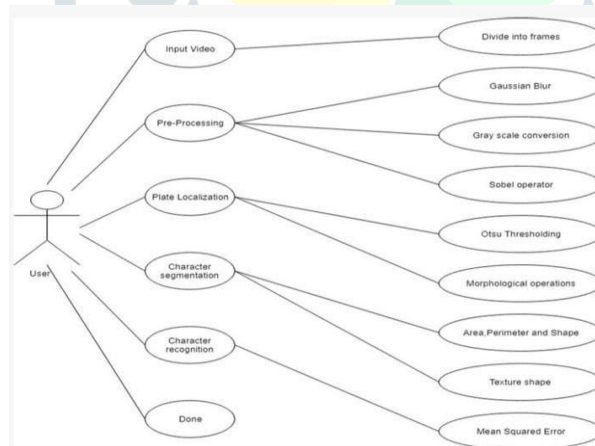 Input Video
Divide into frames
Gaussian Blur
Pre-Processing
Gray scale conversion
Sobel operator
Plate Localization
Otsu Thresholding
User
Character
segmentation
Morphological operations
Area,Perimeter and Shape
Character
recognition
Texture shape
Done
Mean Squared Error